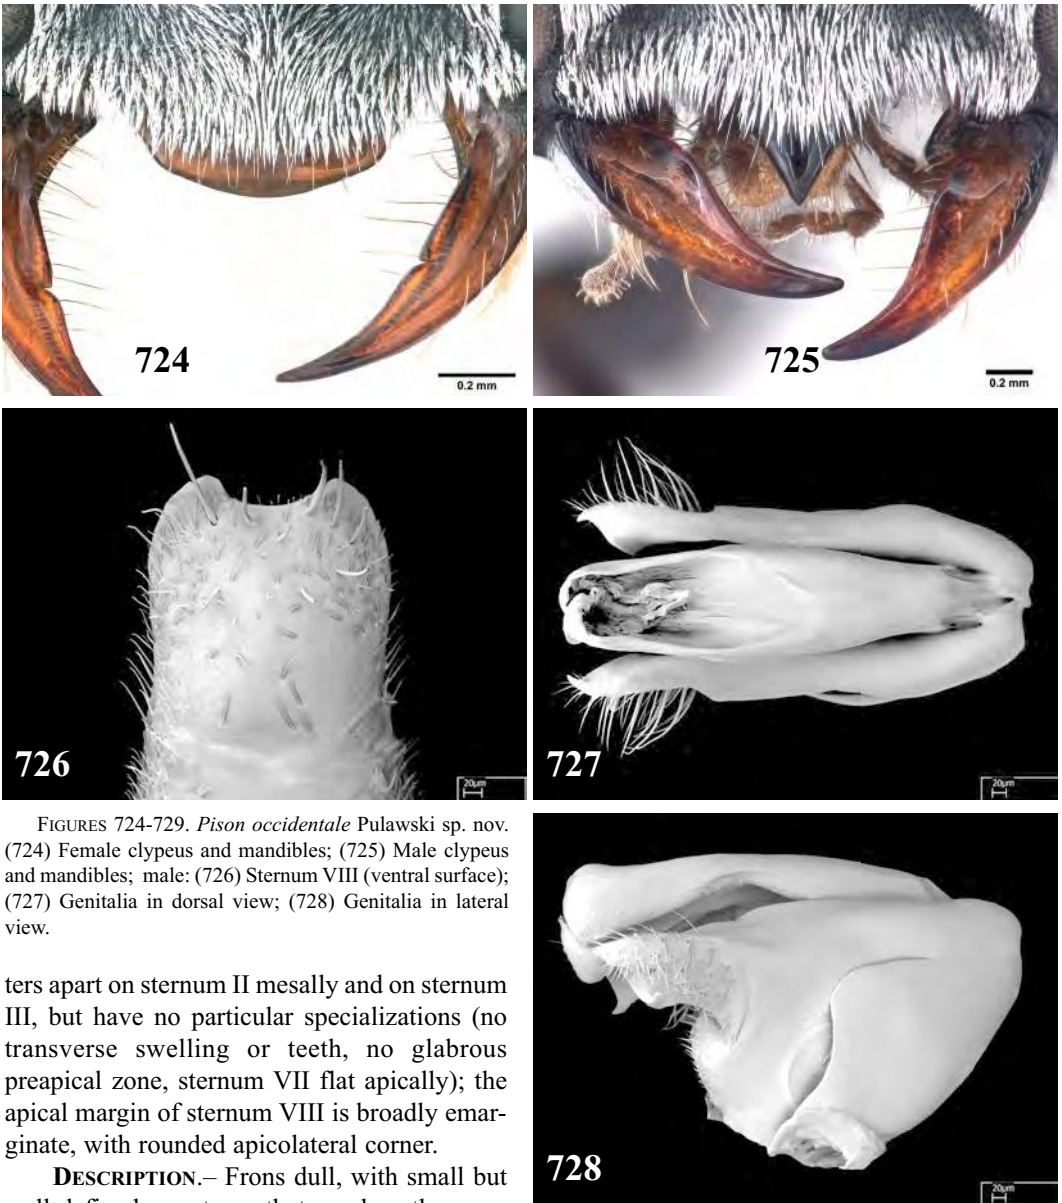 724
0.2 mm
725
0.2 mm
726
20µm
727
20µm
FIGURES 724-729. Pison occidentale Pulawski sp. nov.
(724) Female clypeus and mandibles; (725) Male clypeus
and mandibles; male: (726) Sternum VIII (ventral surface);
(727) Genitalia in dorsal view; (728) Genitalia in lateral
view.
728
20µm
ters apart on sternum II mesally and on sternum
III, but have no particular specializations (no
transverse swelling or teeth, no glabrous
preapical zone, sternum VII flat apically); the
apical margin of sternum VIII is broadly emar-
ginate, with rounded apicolateral corner.
DESCRIPTION.– Frons dull, with small but